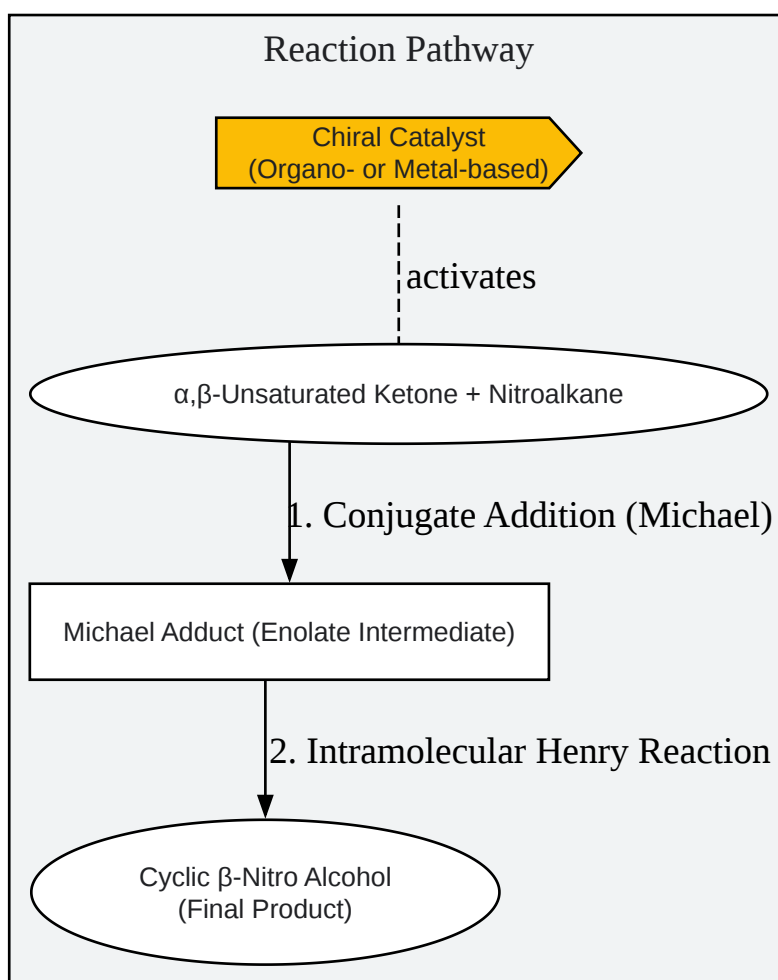 Reaction Pathway
Chiral Catalyst
(Organo- or Metal-based)
activates
α,β-Unsaturated Ketone + Nitroalkane
1. Conjugate Addition (Michael)
Michael Adduct (Enolate Intermediate)
2. Intramolecular Henry Reaction
Cyclic β-Nitro Alcohol
(Final Product)